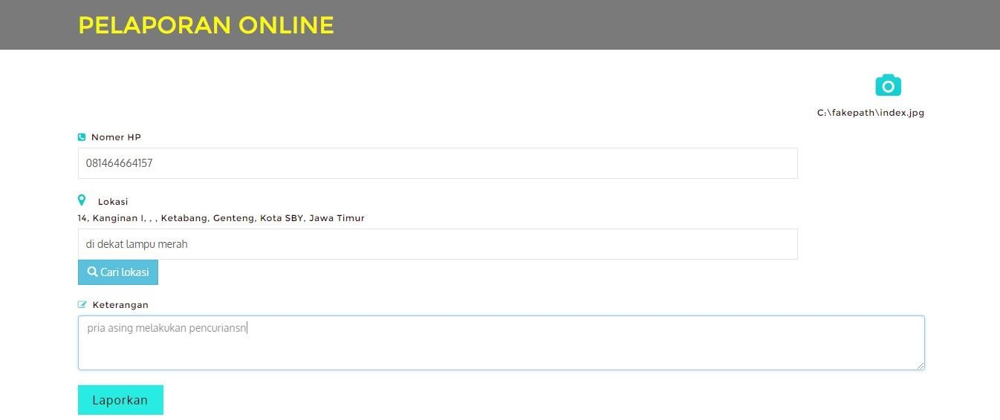 PELAPORAN ONLINE
C:\fakepath\index.jpg
Nomer HP
081464664157
Lokasi
14, Kanginan I, , , Ketabang, Genteng, Kota SBY, Jawa Timur
di dekat lampu merah
Cari lokasi
Keterangan
pria asing melakukan pencuriansn
Laporkan